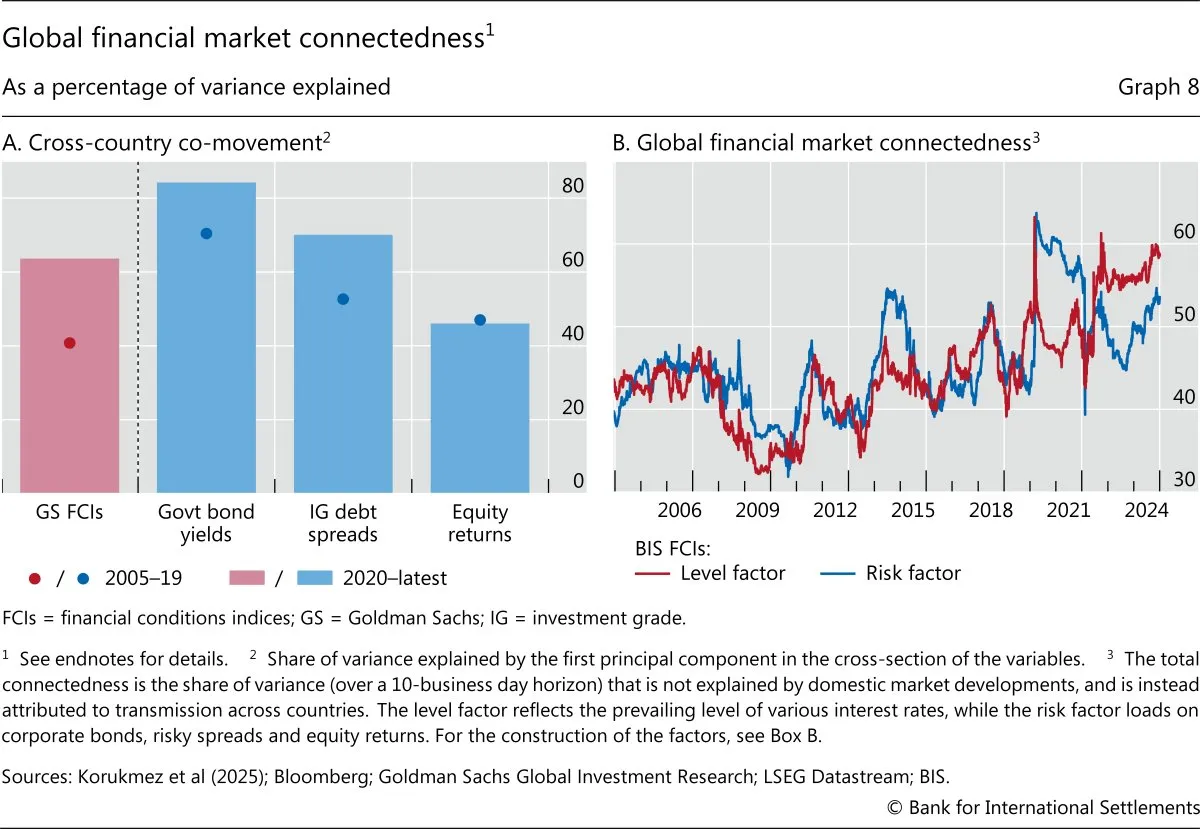 Global financial market connectedness1
As a percentage of variance explained
Graph 8
A. Cross-country co-movement2
80
60
40
20
0
GS FCIs
Govt bond
yields
IG debt
spreads
Equity
returns
/ 2005–19
/ 2020–latest
B. Global financial market connectedness3
60
50
40
30
2006 2009 2012 2015 2018 2021 2024
BIS FCIs:
Level factor
Risk factor
FCIs = financial conditions indices; GS = Goldman Sachs; IG = investment grade.
1 See endnotes for details. 2 Share of variance explained by the first principal component in the cross-section of the variables. 3 The total
connectedness is the share of variance (over a 10-business day horizon) that is not explained by domestic market developments, and is instead
attributed to transmission across countries. The level factor reflects the prevailing level of various interest rates, while the risk factor loads on
corporate bonds, risky spreads and equity returns. For the construction of the factors, see Box B.
Sources: Korukmez et al (2025); Bloomberg; Goldman Sachs Global Investment Research; LSEG Datastream; BIS.
© Bank for International Settlements